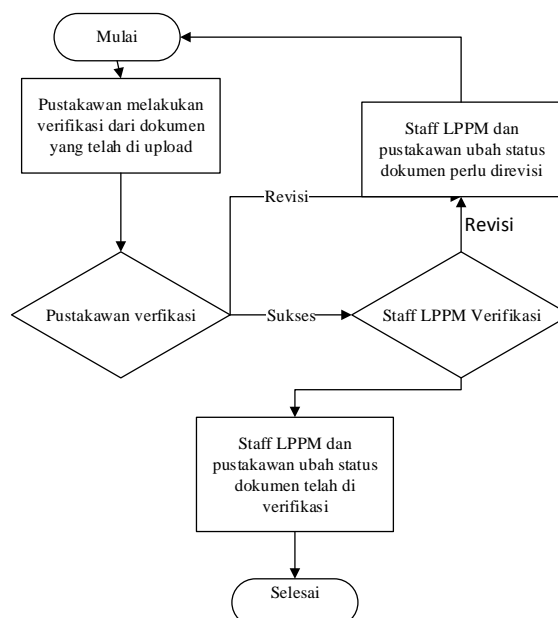 Mulai
Pustakawan melakukan
verifikasi dari dokumen
yang telah di upload
Staff LPPM dan
pustakawan ubah status
dokumen perlu direvisi
Revisi
Revisi
Pustakawan verfikasi
Sukses
Staff LPPM Verifikasi
Staff LPPM dan
pustakawan ubah status
dokumen telah di
verifikasi
Selesai